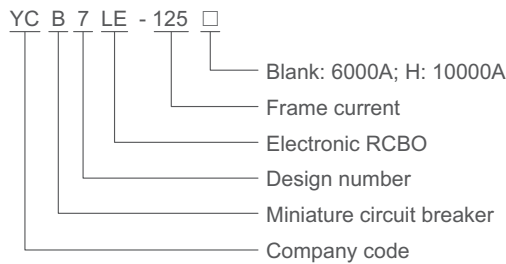 YC B 7 LE - 125 □
Blank: 6000A; H: 10000A
Frame current
Electronic RCBO
Design number
Miniature circuit breaker
Company code